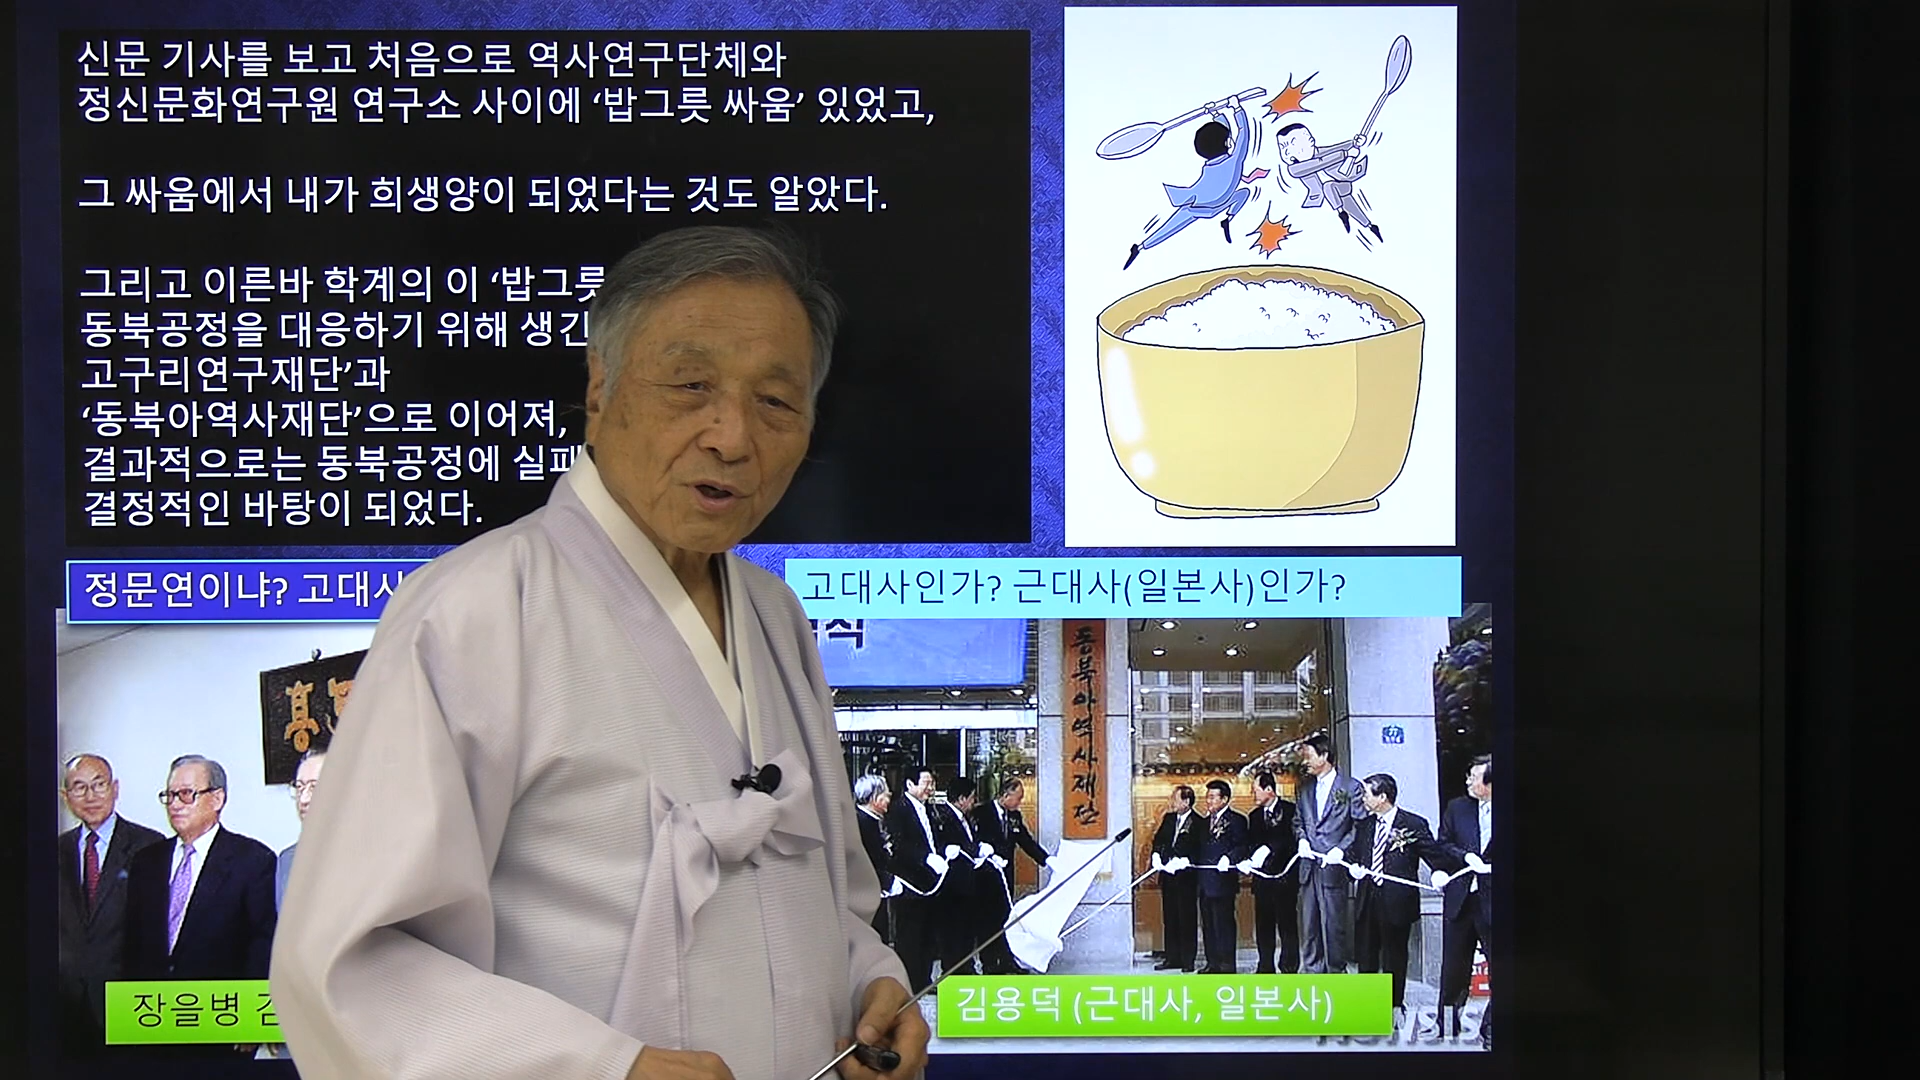 신문 기사를 보고 처음으로 역사연구단체와
정신문화연구원 연구소 사이에 ‘밥그릇 싸움’ 있었고,
그 싸움에서 내가 희생양이 되었다는 것도 알았다.
그리고 이른바 학계의 이 ‘밥그릇
동북공정을 대응하기 위해 생긴
고구리연구재단’과
‘동북아역사재단’으로 이어져,
결과적으로는 동북공정에 실패
결정적인 바탕이 되었다.
정문연이냐? 고대사
고대사인가? 근대사(일본사)인가?
식
동북아역사재단
高
장을병
김용덕 (근대사, 일본사)
NEWSIS